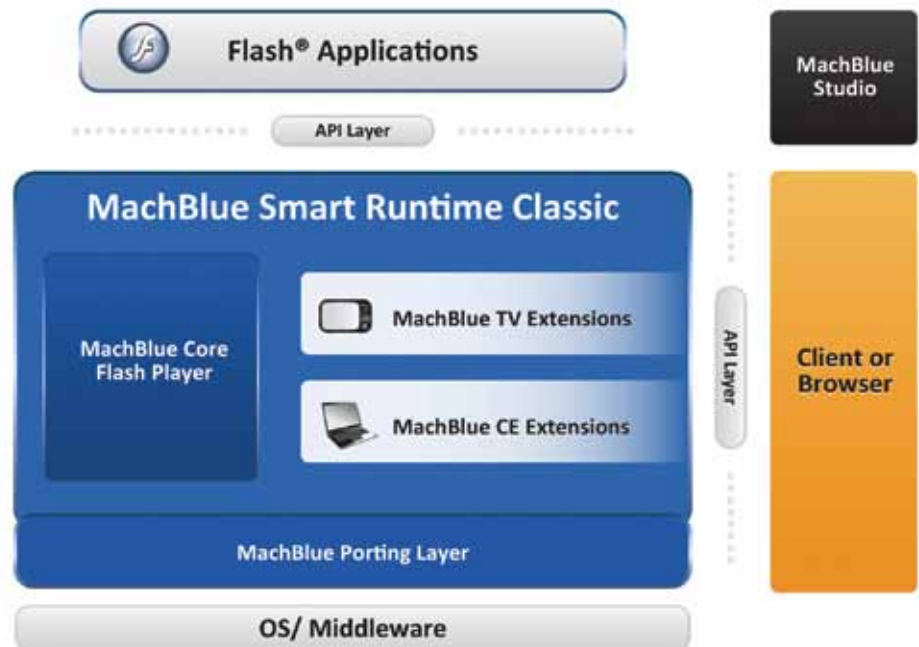 Flash® Applications
MachBlue
Studio
API Layer
MachBlue Smart Runtime Classic
MachBlue Core
Flash Player
MachBlue TV Extensions
MachBlue CE Extensions
API Layer
Client or
Browser
MachBlue Porting Layer
OS/ Middleware